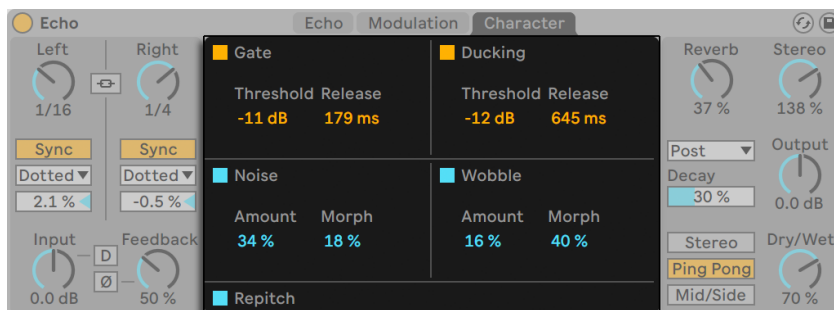 Echo
Echo Modulation Character
Left Right
1/16 1/4
Sync Sync
Dotted Dotted
2.1 % -0.5 %
Input Feedback
D
Ø
0.0 dB 50 %
Gate
Threshold Release
-11 dB 179 ms
Ducking
Threshold Release
-12 dB 645 ms
Noise
Amount Morph
34 % 18 %
Wobble
Amount Morph
16 % 40 %
Repitch
Reverb Stereo
37 % 138 %
Post Output
Decay
30 % 0.0 dB
Stereo Dry/Wet
Ping Pong
Mid/Side 70 %